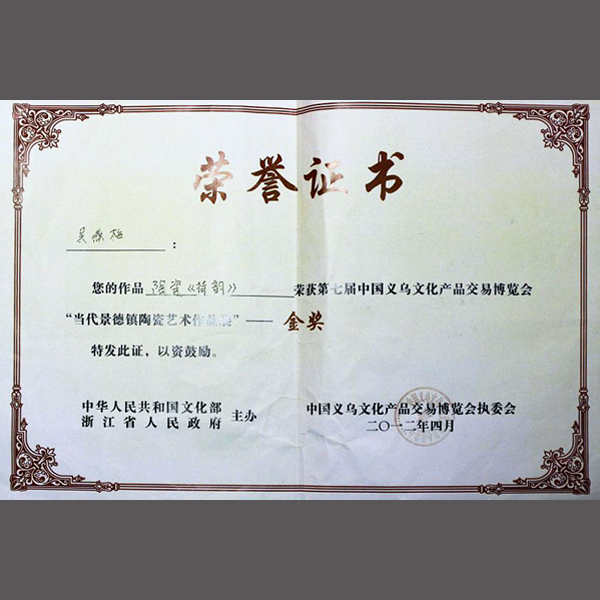 荣誉证书
吴 梅：
您的作品 陶瓷《荷韵》 荣获第七届中国义乌文化产品交易博览会
“当代景德镇陶瓷艺术作品展”—— 金奖
特发此证，以资鼓励。
中华人民共和国文化部
浙江省人民政府 主办
中国义乌文化产品交易博览会执委会
二〇一二年四月